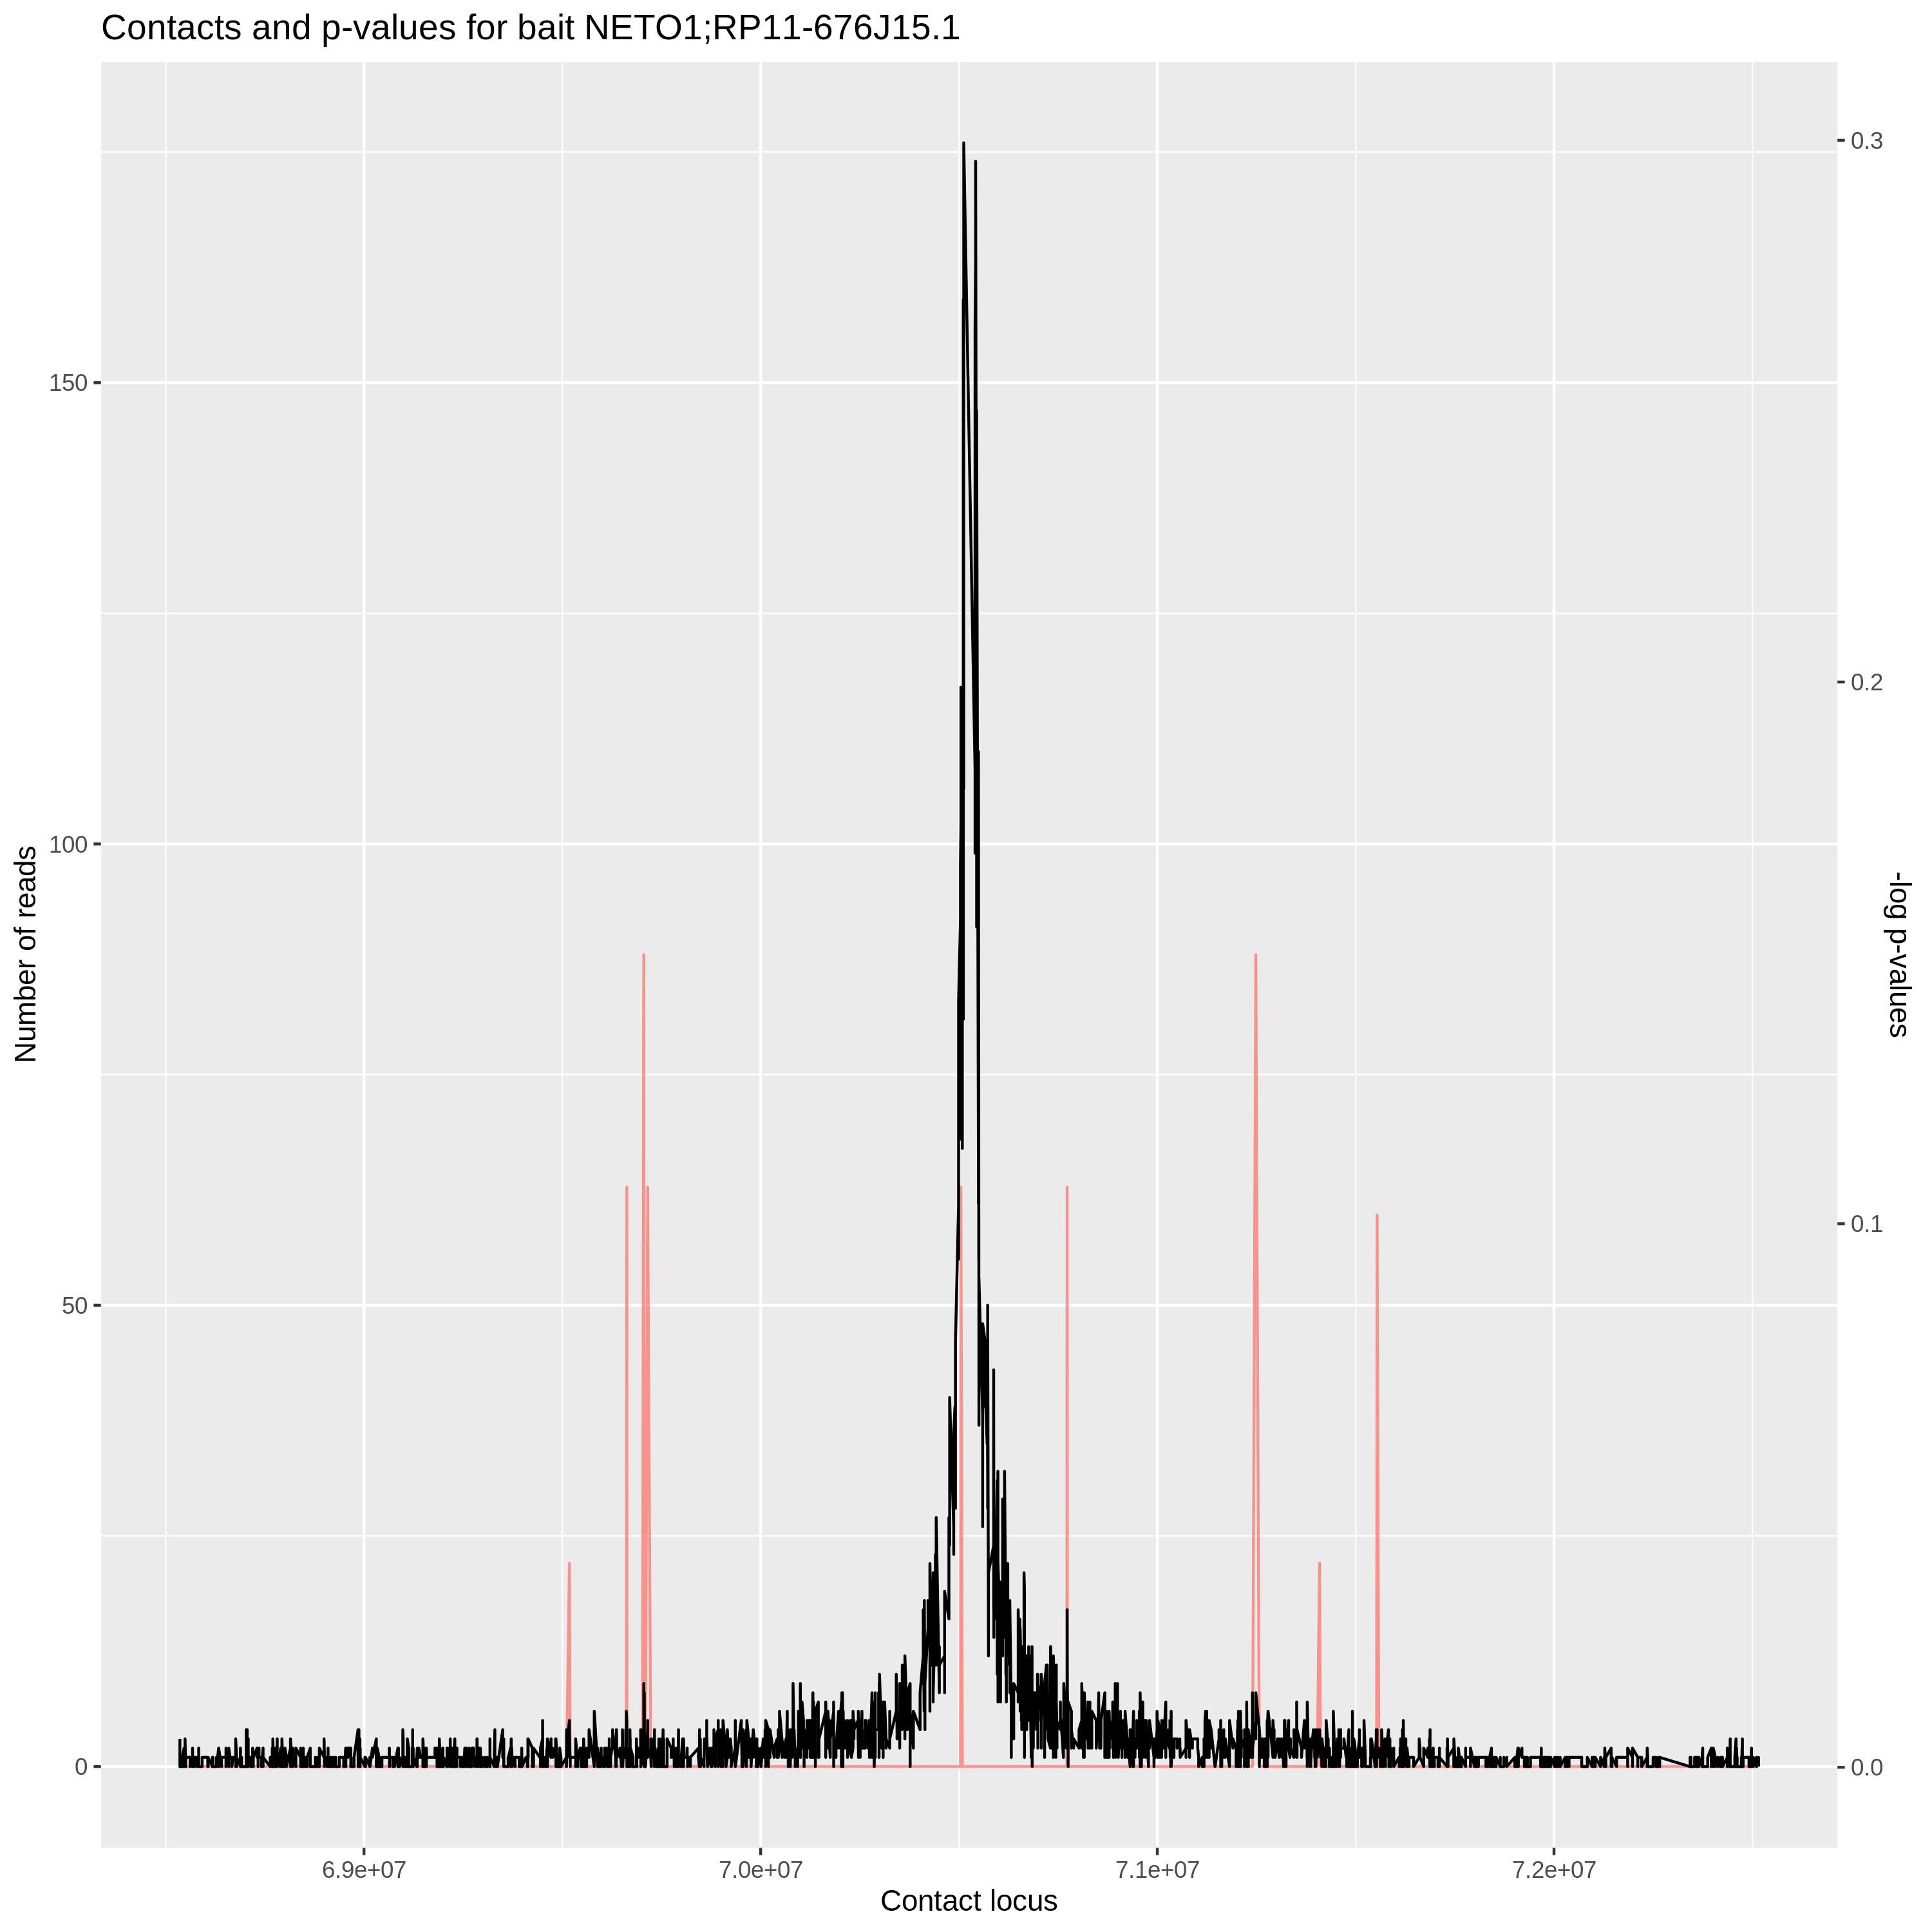 Contacts and p-values for bait NETO1;RP11-676J15.1
Number of reads
150
100
50
0
0.3
0.2
0.1
0.0
-log p-values
6.9e+07 7.0e+07 7.1e+07 7.2e+07
Contact locus